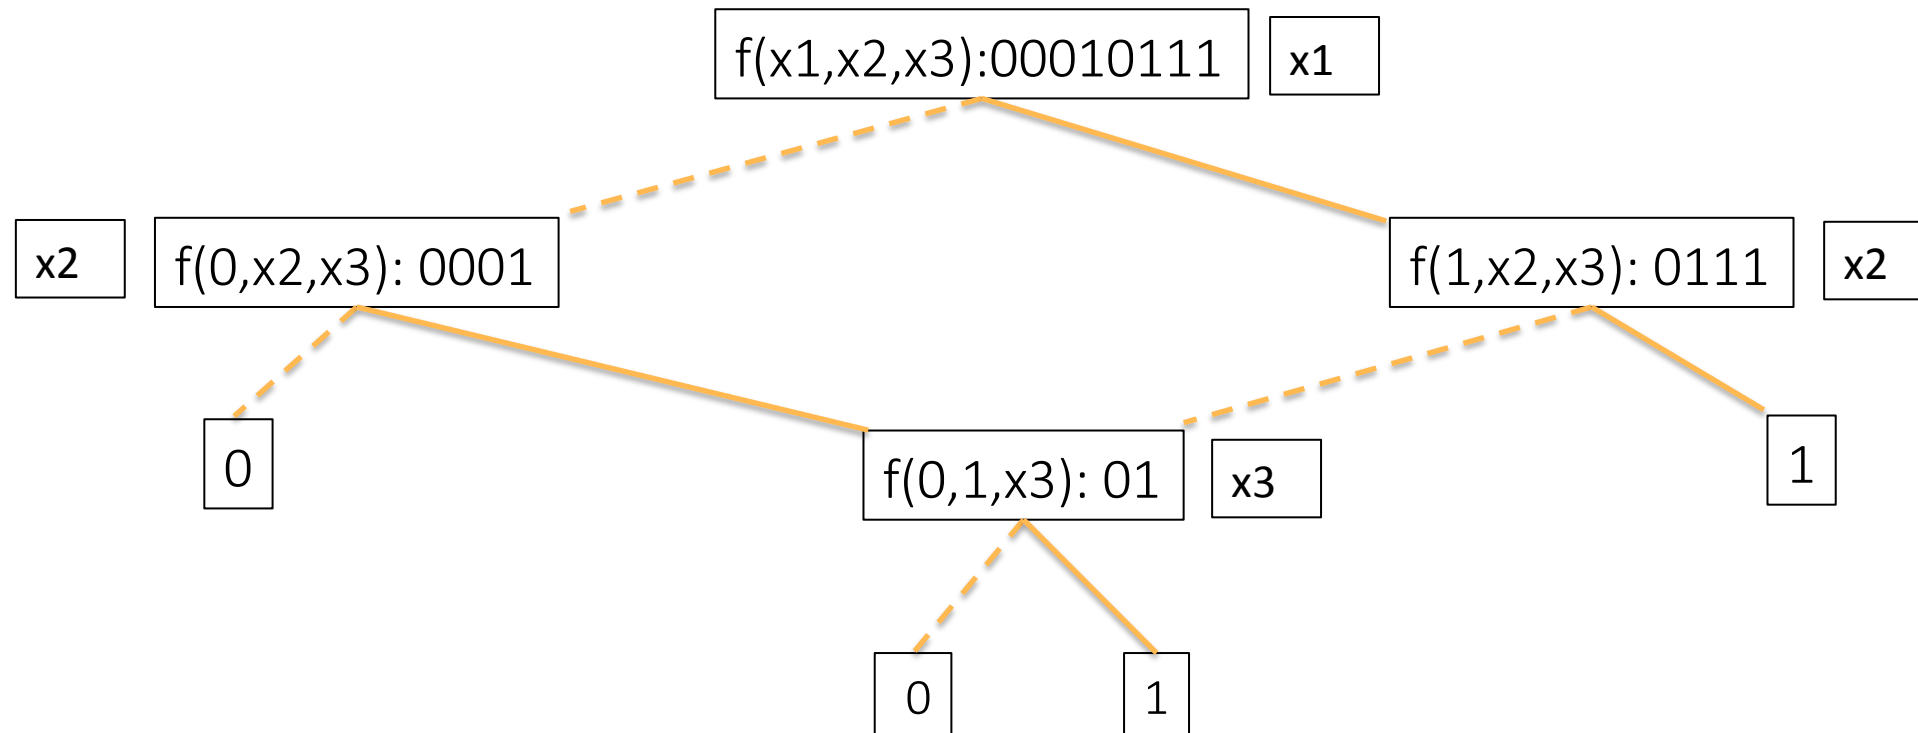 f(x1,x2,x3):00010111
x1
x2
f(0,x2,x3): 0001
f(1,x2,x3): 0111
x2
0
f(0,1,x3): 01
x3
1
0
1